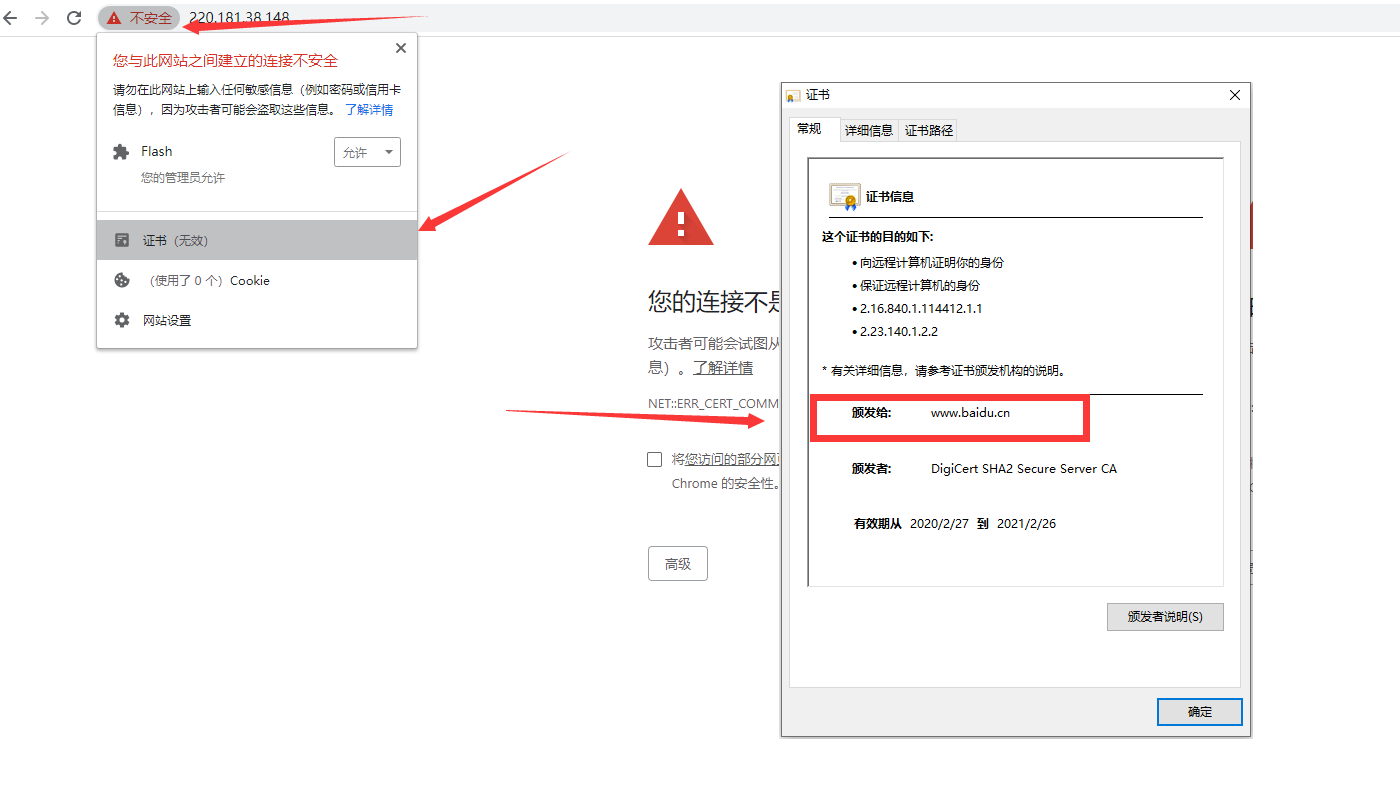 不安全 220.181.38.148
您与此网站之间建立的连接不安全
请勿在此网站上输入任何敏感信息（例如密码或信用卡
信息），因为攻击者可能会盗取这些信息。 了解详情
Flash 允许
您的管理员允许
证书（无效）
（使用了 0 个）Cookie
网站设置
您的连接不是
攻击者可能会试图从
息）。了解详情
NET::ERR_CERT_COMM
将您访问的部分网页
Chrome 的安全性。
高级
证书
常规 详细信息 证书路径
证书信息
这个证书的目的如下:
• 向远程计算机证明你的身份
• 保证远程计算机的身份
• 2.16.840.1.114412.1.1
• 2.23.140.1.2.2
* 有关详细信息，请参考证书颁发机构的说明。
颁发给: www.baidu.cn
颁发者: DigiCert SHA2 Secure Server CA
有效期从 2020/2/27 到 2021/2/26
颁发者说明(S)
确定